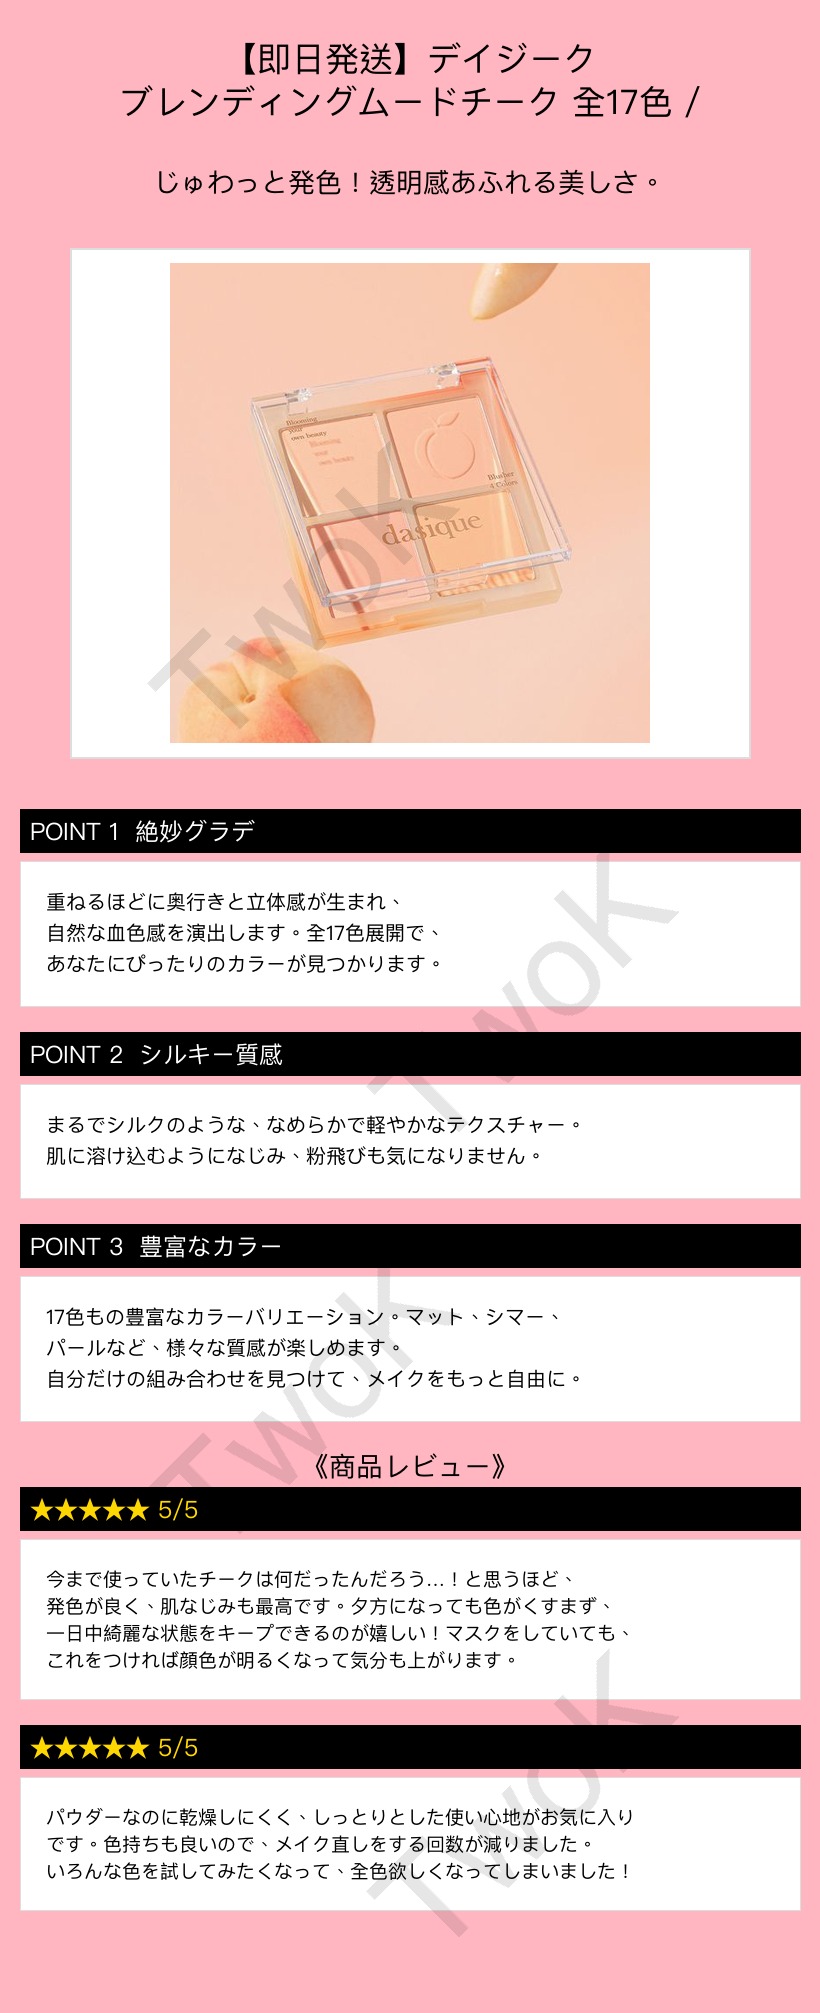 【即日発送】デイジーク
ブレンディングムードチーク 全17色 /
じゅわっと発色！透明感あふれる美しさ。
Blooming
your
own beauty
Blooming
your
own beauty
Blusher
4 Colors
dasique
TwoK
POINT 1 絶妙グラデ
重ねるほどに奥行きと立体感が生まれ、
自然な血色感を演出します。全17色展開で、
あなたにぴったりのカラーが見つかります。
TwoK
POINT 2 シルキー質感
まるでシルクのような、なめらかで軽やかなテクスチャー。
肌に溶け込むようになじみ、粉飛びも気になりません。
POINT 3 豊富なカラー
17色もの豊富なカラーバリエーション。マット、シマー、
パールなど、様々な質感が楽しめます。
自分だけの組み合わせを見つけて、メイクをもっと自由に。
TwoK
《商品レビュー》
★★★★★ 5/5
今まで使っていたチークは何だったんだろう…！と思うほど、
発色が良く、肌なじみも最高です。夕方になっても色がくすまず、
一日中綺麗な状態をキープできるのが嬉しい！マスクをしていても、
これをつければ顔色が明るくなって気分も上がります。
★★★★★ 5/5
パウダーなのに乾燥しにくく、しっとりとした使い心地がお気に入り
です。色持ちも良いので、メイク直しをする回数が減りました。
いろんな色を試してみたくなって、全色欲しくなってしまいました！
TwoK